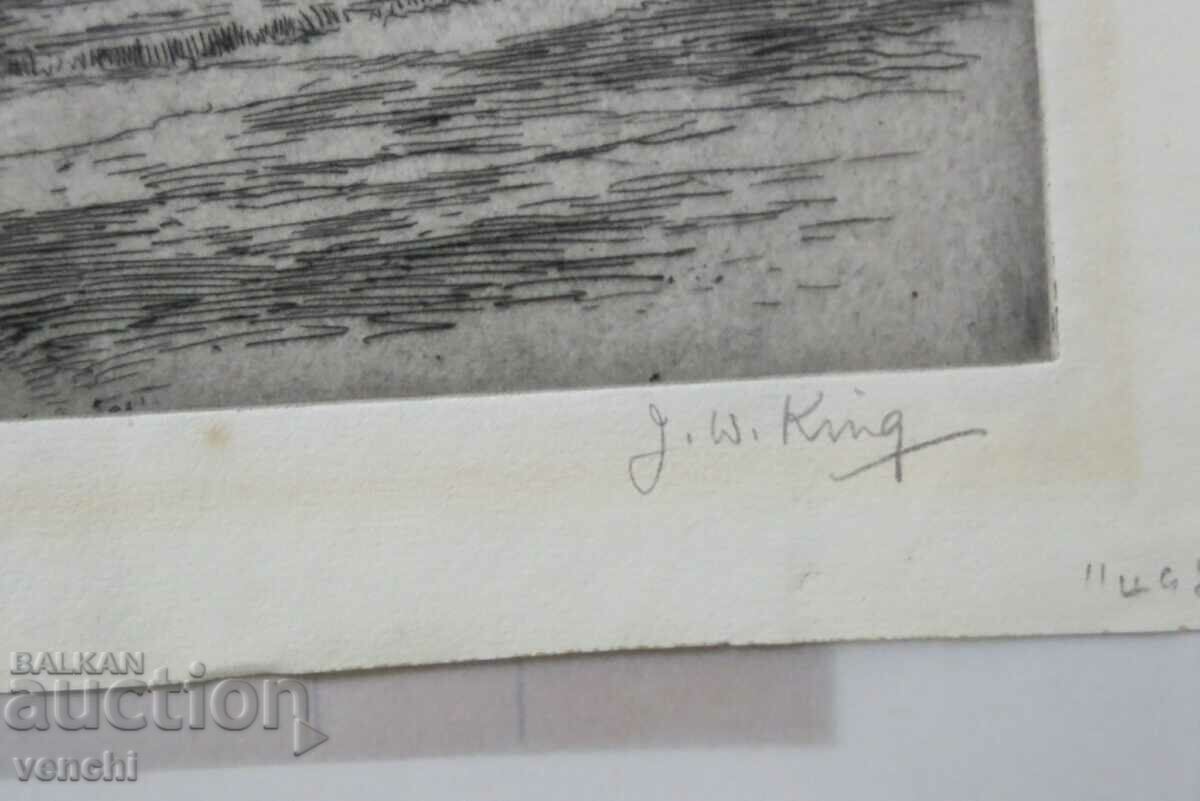 J. W. King
BALKAN
auction
venchi